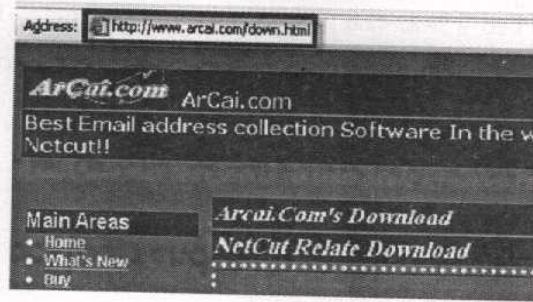 Address: http://www.arcai.com/down.html
ArCai.com ArCai.com
Best Email address collection Software In the w
Netcut!!
Main Areas
• Home
• What's New
• Buy
Arcai.Com's Download
NetCut Relate Download